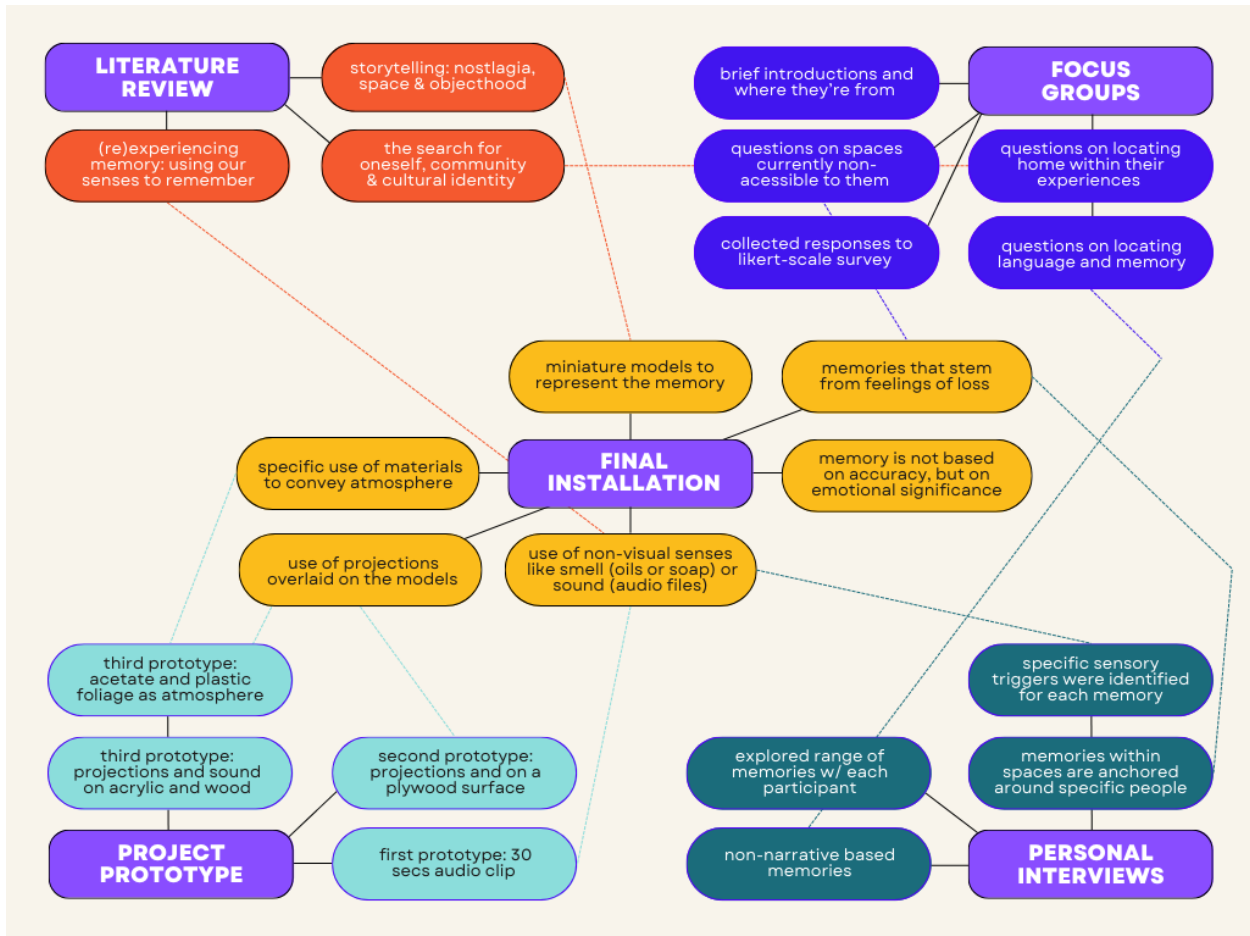 LITERATURE
REVIEW
storytelling: nostlagia,
space & objecthood
(re)experiencing
memory: using our
senses to remember
the search for
oneself, community
& cultural identity
brief introductions and
where they're from
FOCUS
GROUPS
questions on spaces
currently non-
acessible to them
questions on locating
home within their
experiences
collected responses to
likert-scale survey
questions on locating
language and memory
miniature models to
represent the memory
memories that stem
from feelings of loss
specific use of materials
to convey atmosphere
FINAL
INSTALLATION
memory is not based
on accuracy, but on
emotional significance
use of projections
overlaid on the models
use of non-visual senses
like smell (oils or soap) or
sound (audio files)
third prototype:
acetate and plastic
foliage as atmosphere
third prototype:
projections and sound
on acrylic and wood
second prototype:
projections and on a
plywood surface
PROJECT
PROTOTYPE
first prototype: 30
secs audio clip
specific sensory
triggers were identified
for each memory
explored range of
memories w/ each
participant
memories within
spaces are anchored
around specific people
non-narrative based
memories
PERSONAL
INTERVIEWS